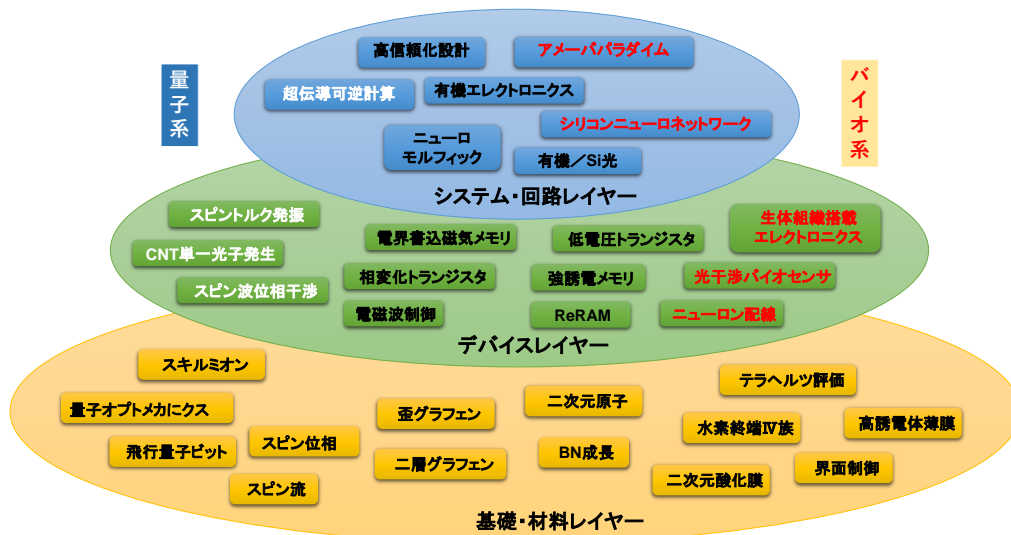 高信頼化設計
アメーバパラダイム
量子系
バイオ系
超伝導可逆計算
有機エレクトロニクス
シリコンニューロネットワーク
ニューロ
モルフィック
有機／Si光
システム・回路レイヤー
スピントルク発振
電界書込磁気メモリ
低電圧トランジスタ
生体組織搭載
エレクトロニクス
CNT単一光子発生
相変化トランジスタ
強誘電メモリ
光干渉バイオセンサ
スピン波位相干渉
電磁波制御
ReRAM
ニューロン配線
デバイスレイヤー
スキルミオン
テラヘルツ評価
量子オプトメカにクス
歪グラフェン
二次元原子
水素終端Ⅳ族
高誘電体薄膜
飛行量子ビット
スピン位相
二層グラフェン
BN成長
界面制御
スピン流
二次元酸化膜
基礎・材料レイヤー